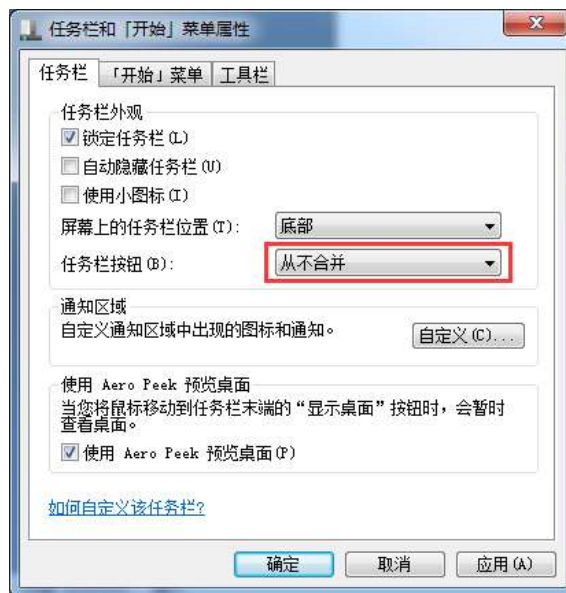 任务栏和「开始」菜单属性
任务栏
「开始」菜单
工具栏
任务栏外观
锁定任务栏(L)
自动隐藏任务栏(U)
使用小图标(I)
屏幕上的任务栏位置(T):
底部
任务栏按钮(B):
从不合并
通知区域
自定义通知区域中出现的图标和通知。
自定义(C)...
使用 Aero Peek 预览桌面
当您将鼠标移动到任务栏末端的“显示桌面”按钮时，会暂时
查看桌面。
使用 Aero Peek 预览桌面(P)
如何自定义该任务栏?
确定
取消
应用(A)